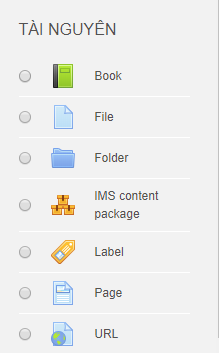 TÀI NGUYÊN
Book
File
Folder
IMS content
package
Label
Page
URL